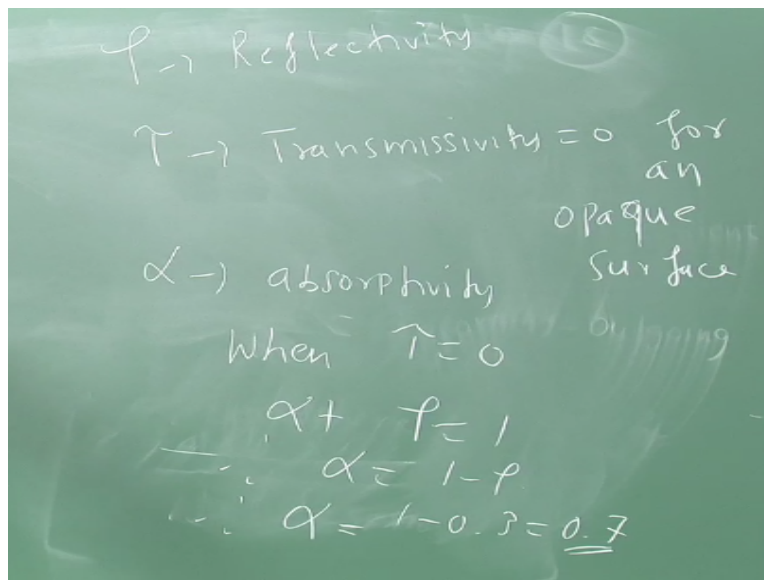 ρ → Reflectivity
τ → Transmissivity = 0 for
an
opaque
surface
α → absorptivity
When τ = 0
α + ρ = 1
∴ α = 1 - ρ
∴ α = 1 - 0.3 = 0.7